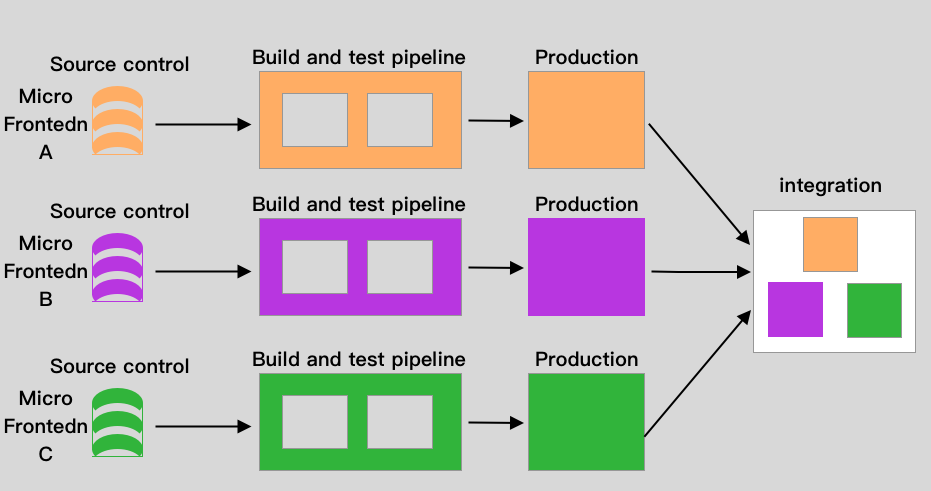 Source control
Build and test pipeline
Production
Micro
Frontedn
A
Source control
Build and test pipeline
Production
integration
Micro
Frontedn
B
Source control
Build and test pipeline
Production
Micro
Frontedn
C